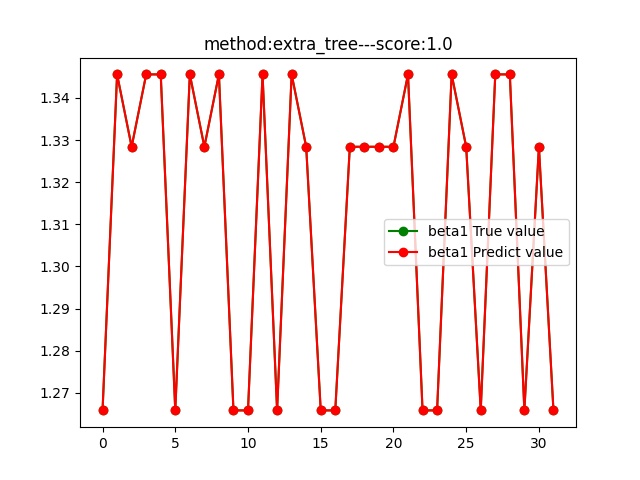 method:extra_tree---score:1.0
1.34
1.33
1.32
1.31
1.30
1.29
1.28
1.27
beta1 True value
beta1 Predict value
0 5 10 15 20 25 30